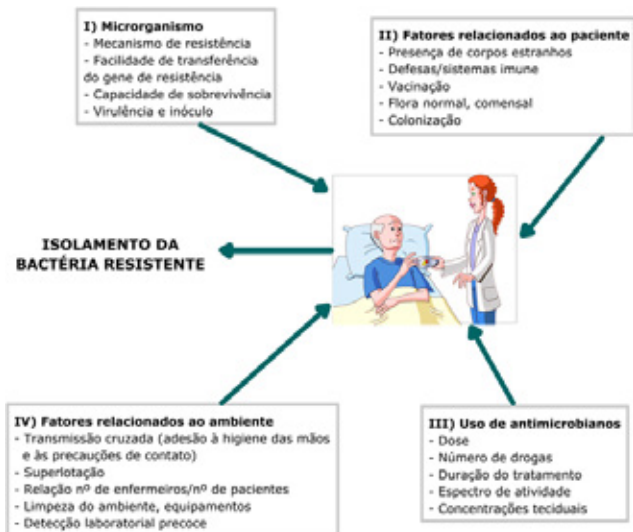 I) Microrganismo
- Mecanismo de resistência
- Facilidade de transferência
do gene de resistência
- Capacidade de sobrevivência
- Virulência e inóculo
II) Fatores relacionados ao paciente
- Presença de corpos estranhos
- Defesas/sistemas imune
- Vacinação
- Flora normal, comensal
- Colonização
ISOLAMENTO DA
BACTÉRIA RESISTENTE
IV) Fatores relacionados ao ambiente
- Transmissão cruzada (adesão à higiene das mãos
e às precauções de contato)
- Superlotação
- Relação nº de enfermeiros/nº de pacientes
- Limpeza do ambiente, equipamentos
- Detecção laboratorial precoce
III) Uso de antimicrobianos
- Dose
- Número de drogas
- Duração do tratamento
- Espectro de atividade
- Concentrações teciduais